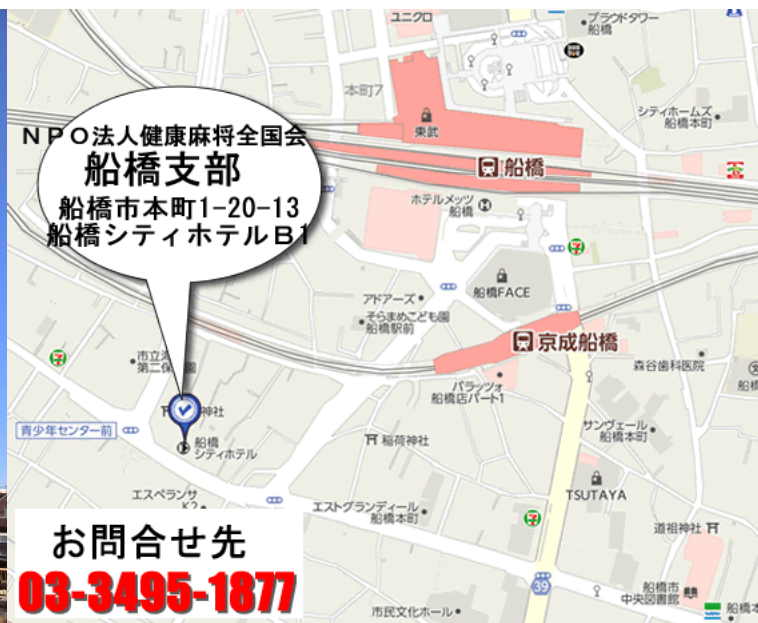 ユニクロ
プラウドタワー
船橋
本町7
東武
シティホームズ
船橋本町
NPO法人健康麻将全国会
船橋支部
船橋市本町1-20-13
船橋シティホテルB1
船橋
ホテルメッツ
船橋
船橋FACE
アドアーズ
そらまめこども園
船橋駅前
京成船橋
市立
第二保 園
森谷歯科医院
パラッツォ
船橋店パート1
神社
青少年センター前
船橋
シティホテル
稲荷神社
サンヴェール
船橋本町
エスペランサ
K2
エストグランディール
船橋本町
TSUTAYA
道祖神社
お問合せ先
03-3495-1877
39
船橋市
中央図書館
市民文化ホール
船橋本